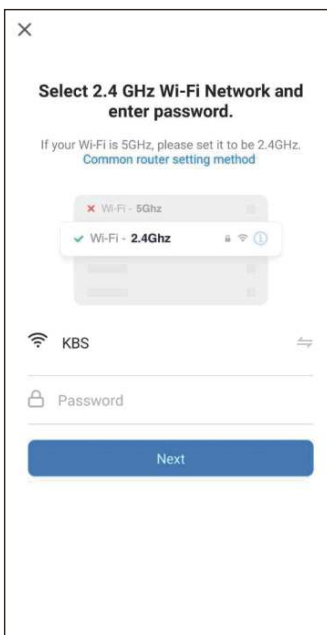 Select 2.4 GHz Wi-Fi Network and
enter password.
If your Wi-Fi is 5GHz, please set it to be 2.4GHz.
Common router setting method
Wi-Fi - 5Ghz
Wi-Fi - 2.4Ghz
KBS
Password
Next